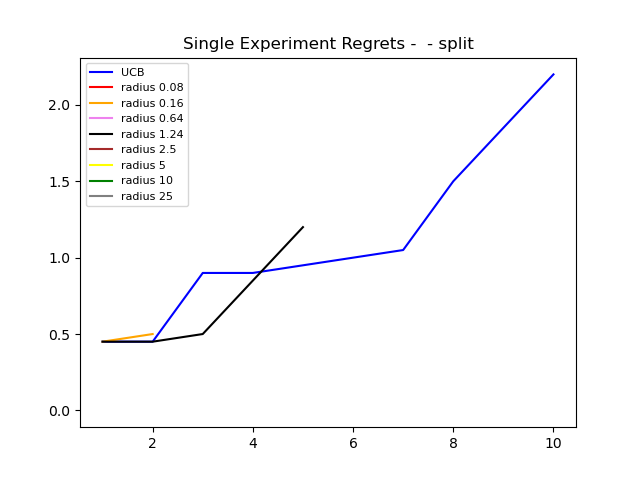 Single Experiment Regrets -  - split
UCB
radius 0.08
radius 0.16
radius 0.64
radius 1.24
radius 2.5
radius 5
radius 10
radius 25
2.0
1.5
1.0
0.5
0.0
2 4 6 8 10